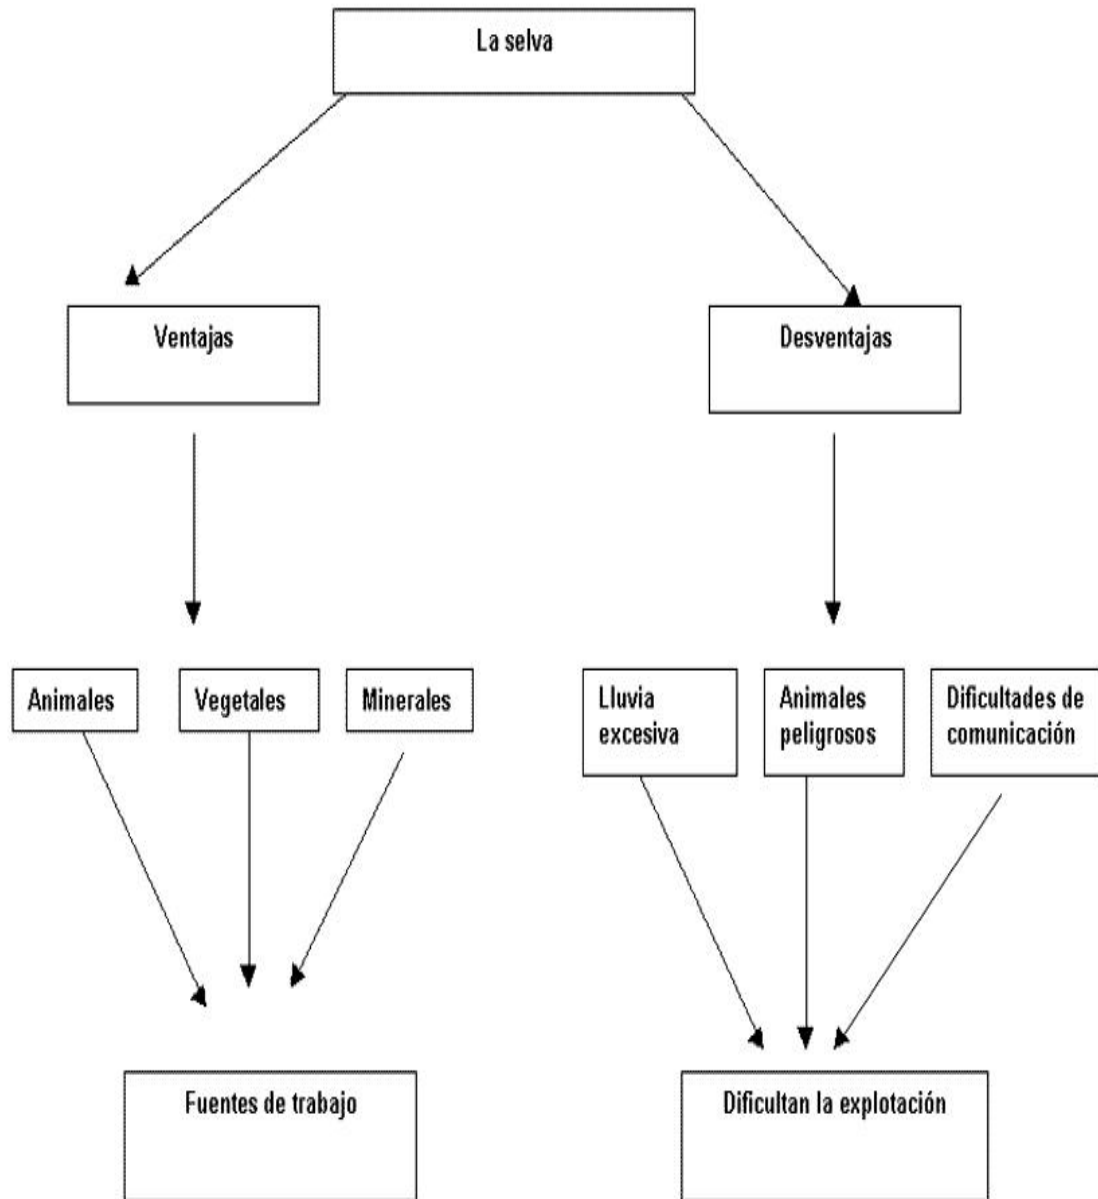 La selva
Ventajas
Desventajas
Animales
Vegetales
Minerales
Lluvia
excesiva
Animales
peligrosos
Dificultades de
comunicación
Fuentes de trabajo
Dificultan la explotación